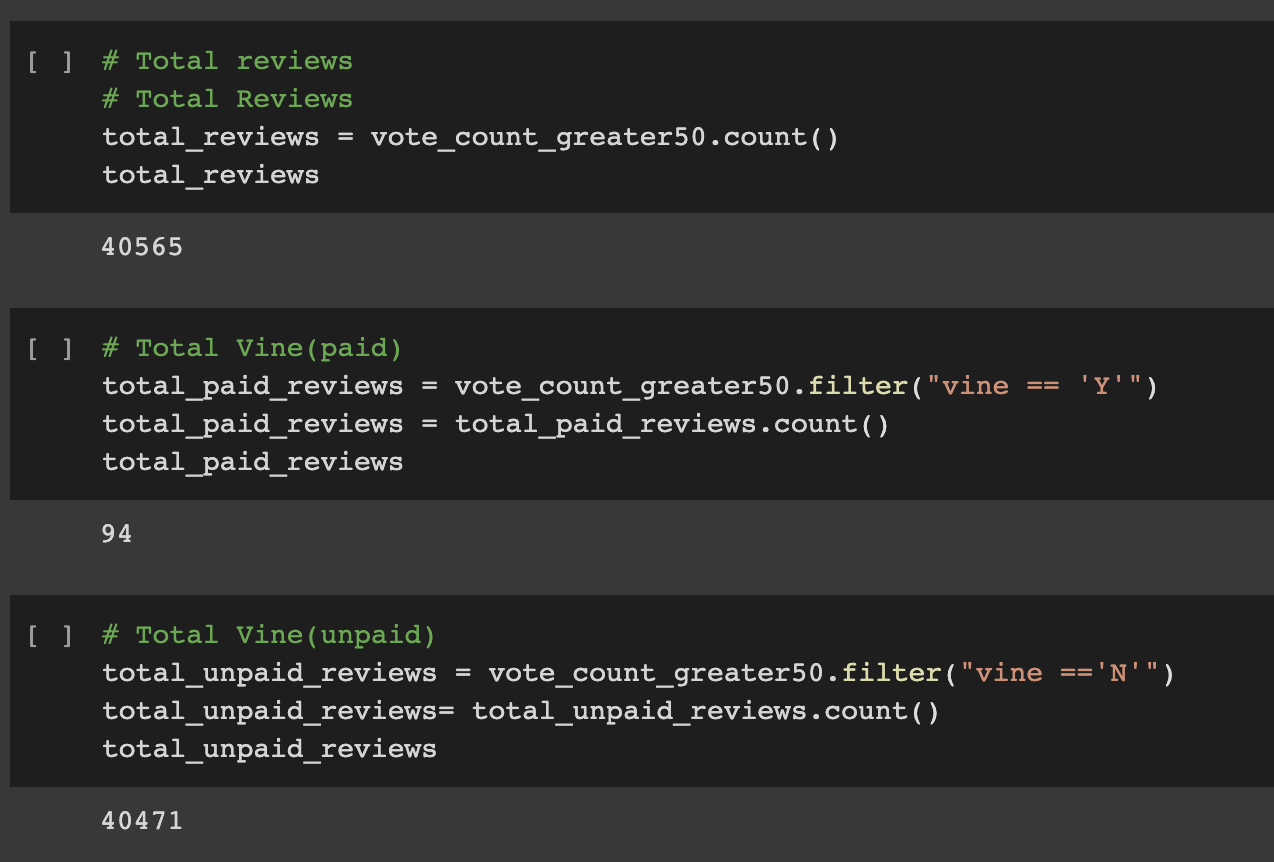 [ ] # Total reviews
# Total Reviews
total_reviews = vote_count_greater50.count()
total_reviews
40565
[ ] # Total Vine(paid)
total_paid_reviews = vote_count_greater50.filter("vine == 'Y'")
total_paid_reviews = total_paid_reviews.count()
total_paid_reviews
94
[ ] # Total Vine(unpaid)
total_unpaid_reviews = vote_count_greater50.filter("vine =='N'")
total_unpaid_reviews= total_unpaid_reviews.count()
total_unpaid_reviews
40471